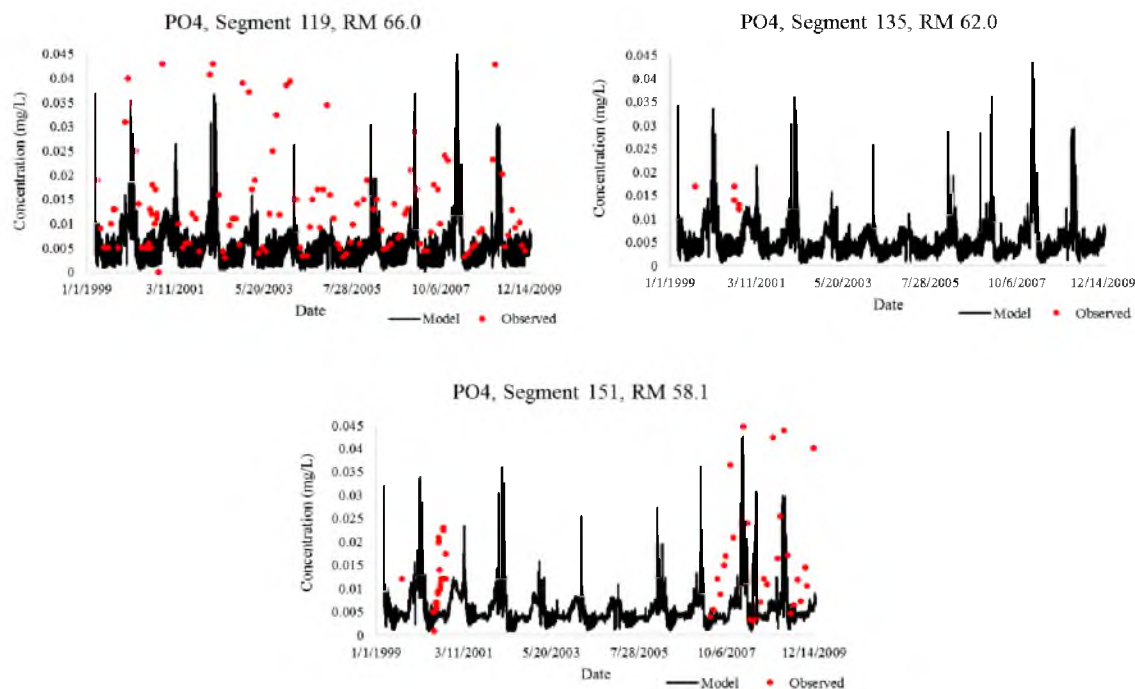 PO4, Segment 119, RM 66.0
Concentration (mg/L)
0.045
0.04
0.035
0.03
0.025
0.02
0.015
0.01
0.005
0
1/1/1999 3/11/2001 5/20/2003 7/28/2005 10/6/2007 12/14/2009
Date
Model Observed
PO4, Segment 135, RM 62.0
Concentration (mg/L)
0.045
0.04
0.035
0.03
0.025
0.02
0.015
0.01
0.005
0
1/1/1999 3/11/2001 5/20/2003 7/28/2005 10/6/2007 12/14/2009
Date
Model Observed
PO4, Segment 151, RM 58.1
Concentration (mg/L)
0.045
0.04
0.035
0.03
0.025
0.02
0.015
0.01
0.005
0
1/1/1999 3/11/2001 5/20/2003 7/28/2005 10/6/2007 12/14/2009
Date
Model Observed